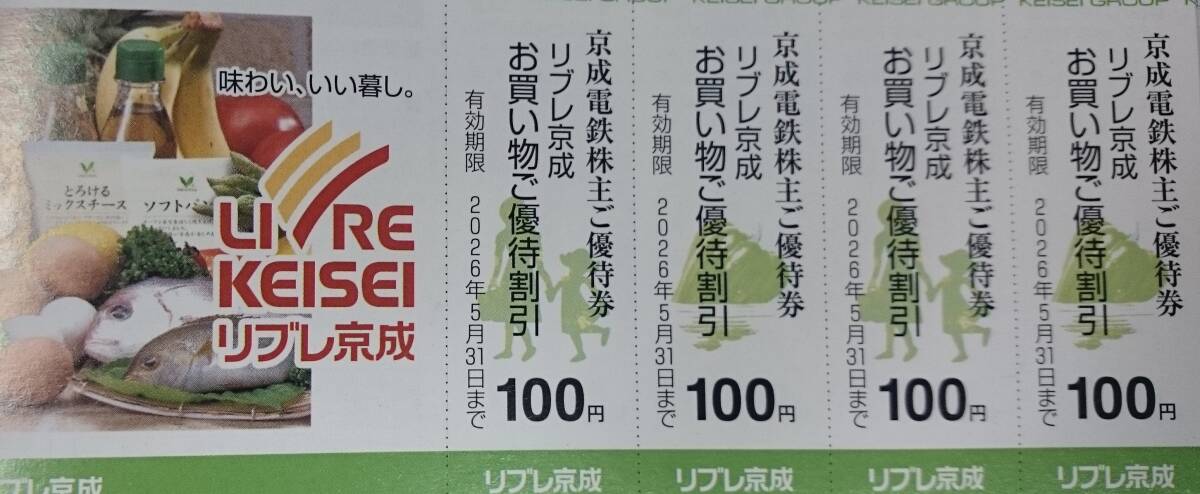 味わい、いい暮し。
とろける
ミックスチーズ
ソフトパン
LIVRE
KEISEI
リブレ京成
リブレ京成
KEISEI GROUP
京成電鉄株主ご優待券
リブレ京成
お買い物ご優待割引
有効期限 2026年5月31日まで
100円
リブレ京成
KEISEI GROUP
京成電鉄株主ご優待券
リブレ京成
お買い物ご優待割引
有効期限 2026年5月31日まで
100円
リブレ京成
KEISEI GROUP
京成電鉄株主ご優待券
リブレ京成
お買い物ご優待割引
有効期限 2026年5月31日まで
100円
リブレ京成
KEISEI GROUP
京成電鉄株主ご優待券
リブレ京成
お買い物ご優待割引
有効期限 2026年5月31日まで
100円
リブレ京成